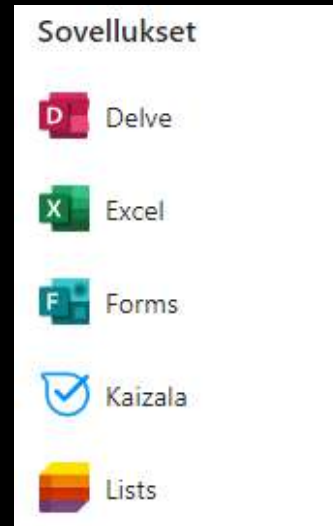 Sovellukset
D Delve
X Excel
F Forms
Kaizala
Lists